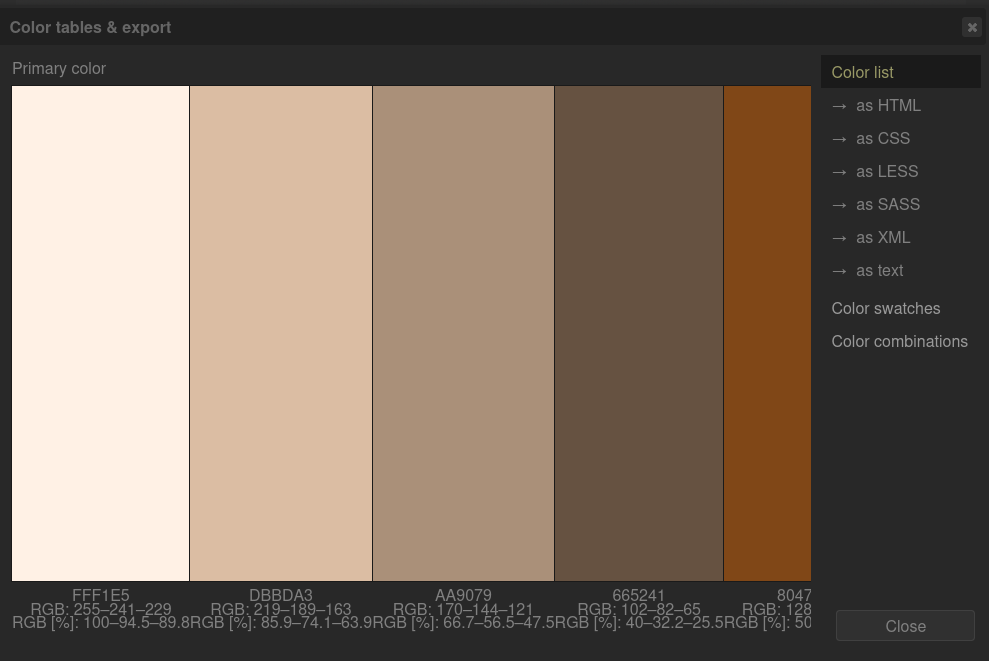 Color tables & export
Primary color
Color list
→ as HTML
→ as CSS
→ as LESS
→ as SASS
→ as XML
→ as text
Color swatches
Color combinations
FFF1E5 DBBDA3 AA9079 665241 8047
RGB: 255–241–229 RGB: 219–189–163 RGB: 170–144–121 RGB: 102–82–65 RGB: 128
RGB [%]: 100–94.5–89.8 RGB [%]: 85.9–74.1–63.9 RGB [%]: 66.7–56.5–47.5 RGB [%]: 40–32.2–25.5 RGB [%]: 50
Close